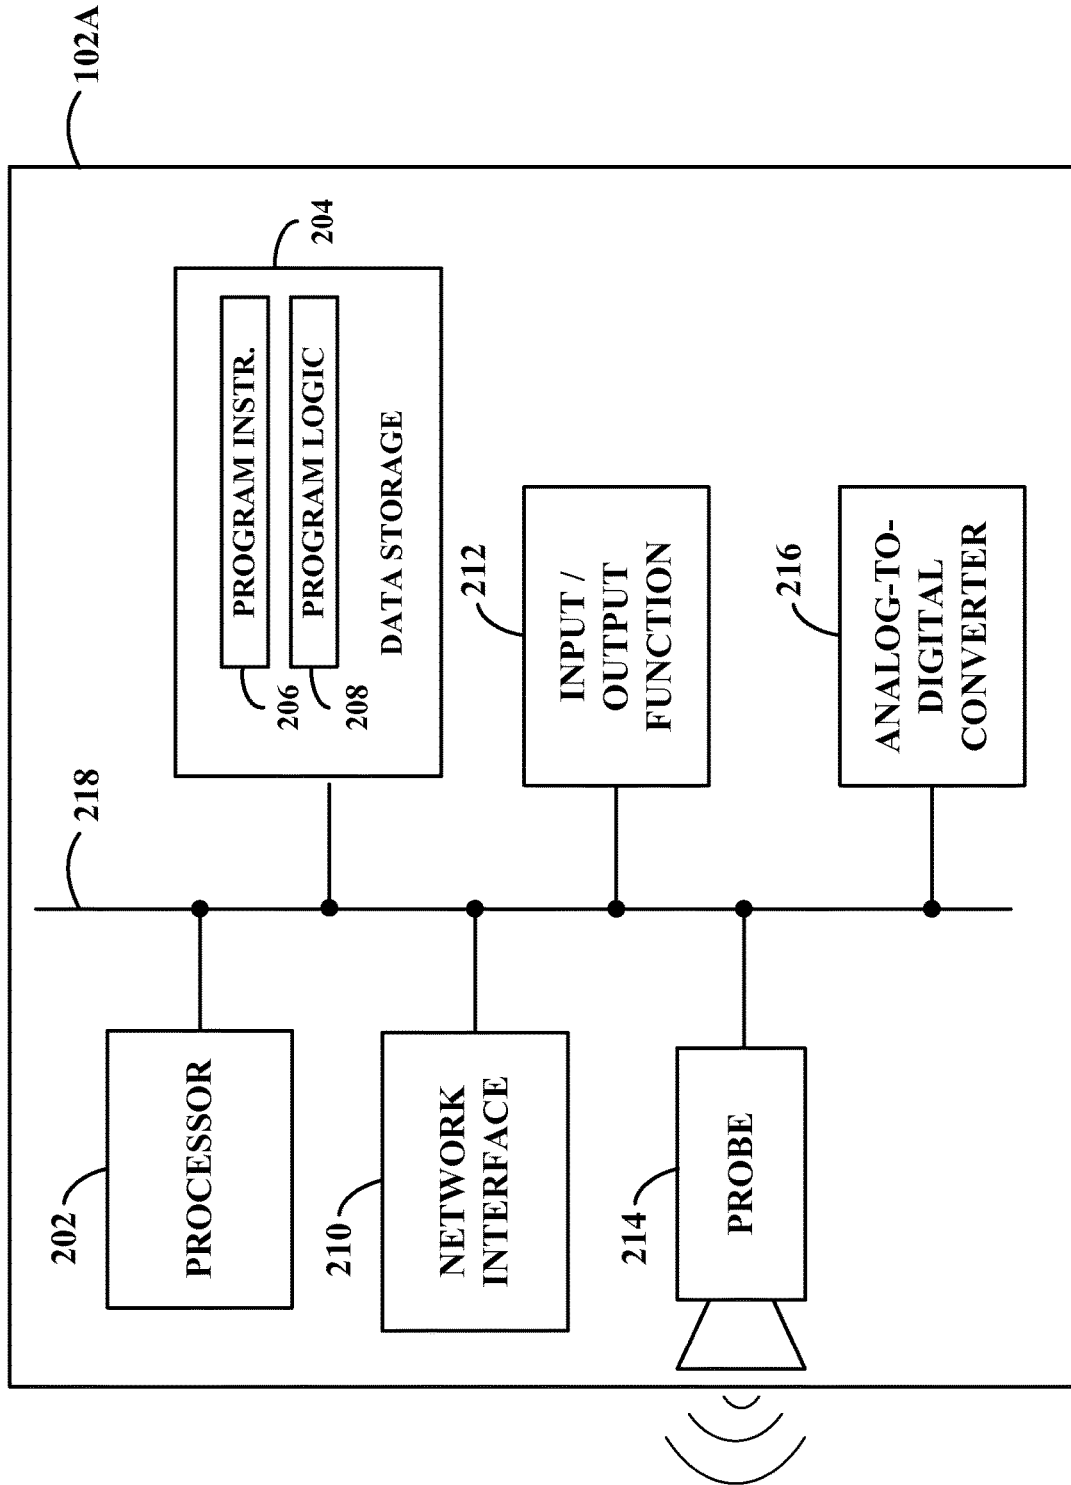 102A
204
206
PROGRAM INSTR.
208
PROGRAM LOGIC
DATA STORAGE
218
202
PROCESSOR
210
NETWORK
INTERFACE
212
INPUT /
OUTPUT
FUNCTION
214
PROBE
216
ANALOG-TO-
DIGITAL
CONVERTER